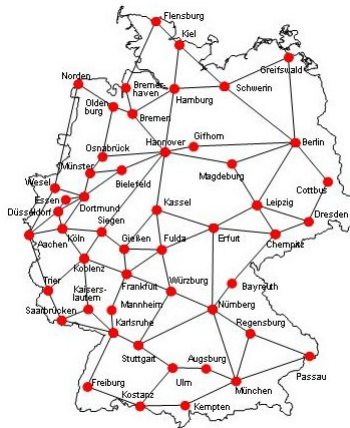 Flensburg
Kiel
Greifswald
Norden
Bremer-
haven
Hamburg
Schwerin
Olden
burg
Bremen
Hannover
Gifhorn
Berlin
Osnabrück
Münster
Bielefeld
Magdeburg
Wesel
Essen
Cottbus
Düsseldorf
Dortmund
Siegen
Kassel
Leipzig
Dresden
Aachen
Köln
Gießen
Fulda
Erfurt
Chemnitz
Koblenz
Trier
Kaisers-
lautern
Frankfurt
Würzburg
Bayreuth
Saarbrücken
Mannheim
Nürnberg
Karlsruhe
Regensburg
Stuttgart
Passau
Freiburg
Ulm
Augsburg
München
Kostanz
Kempten